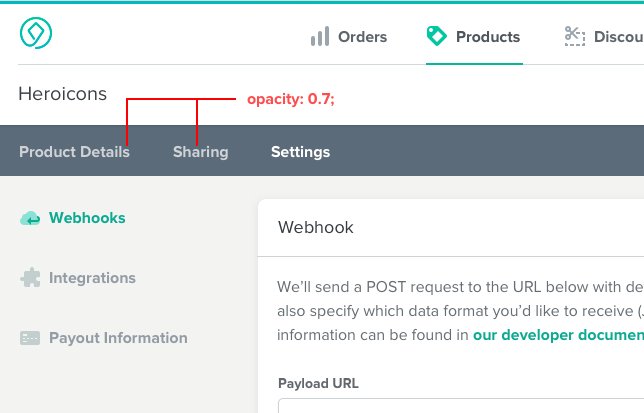 Orders Products Discou
Heroicons
opacity: 0.7;
Product Details Sharing Settings
Webhooks
Integrations
Payout Information
Webhook
We’ll send a POST request to the URL below with de
also specify which data format you’d like to receive (.
information can be found in our developer documen
Payload URL